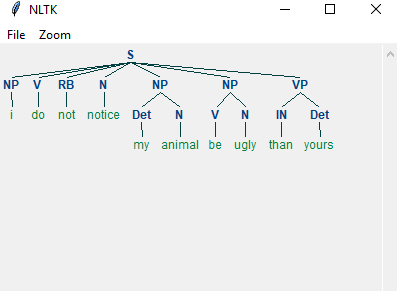 NLTK
File Zoom
S
NP V RB N NP NP VP
i do not notice Det N V N IN Det
my animal be ugly than yours